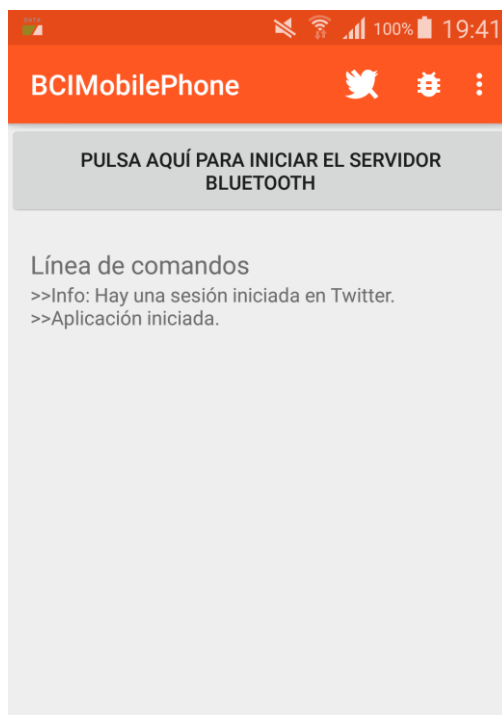 DATA
100% 19:41
BCIMobilePhone
PULSA AQUÍ PARA INICIAR EL SERVIDOR
BLUETOOTH
Línea de comandos
>>Info: Hay una sesión iniciada en Twitter.
>>Aplicación iniciada.